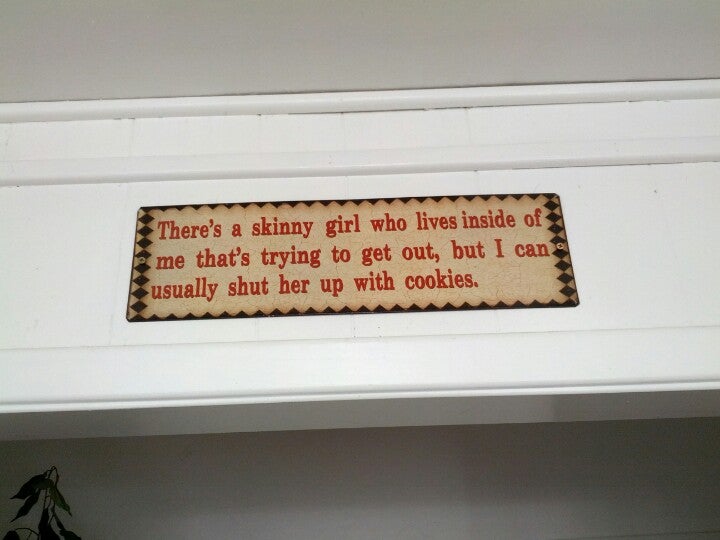 There's a skinny girl who lives inside of
me that's trying to get out, but I can
usually shut her up with cookies.